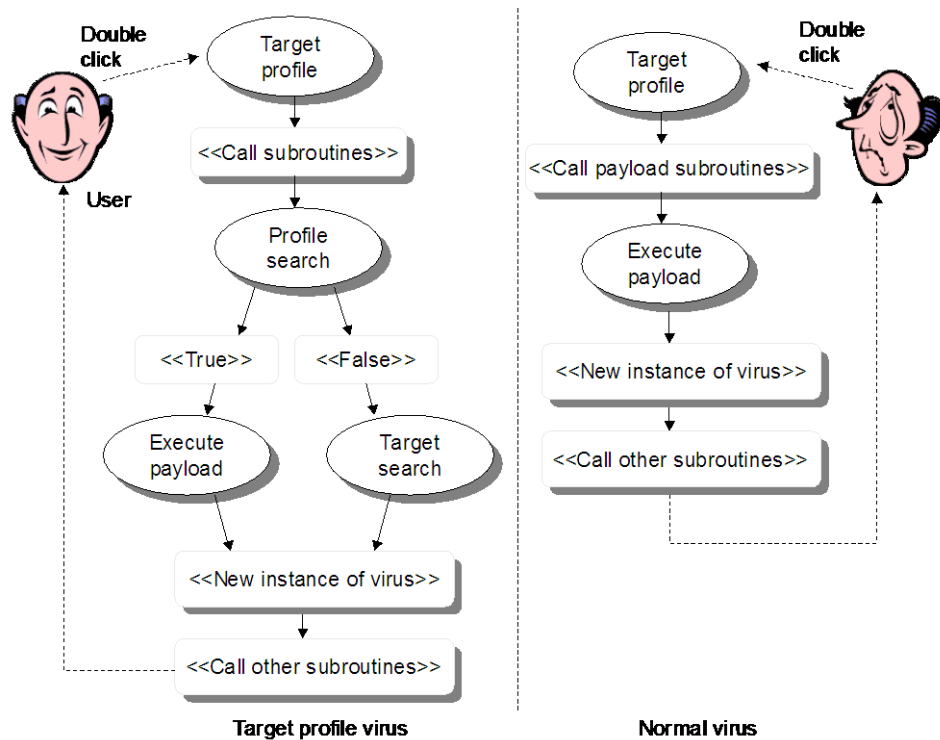 Double
click
Target
profile
<<Call subroutines>>
User
Profile
search
<<True>>
<<False>>
Execute
payload
Target
search
<<New instance of virus>>
<<Call other subroutines>>
Target profile virus
Double
click
Target
profile
<<Call payload subroutines>>
Execute
payload
<<New instance of virus>>
<<Call other subroutines>>
Normal virus